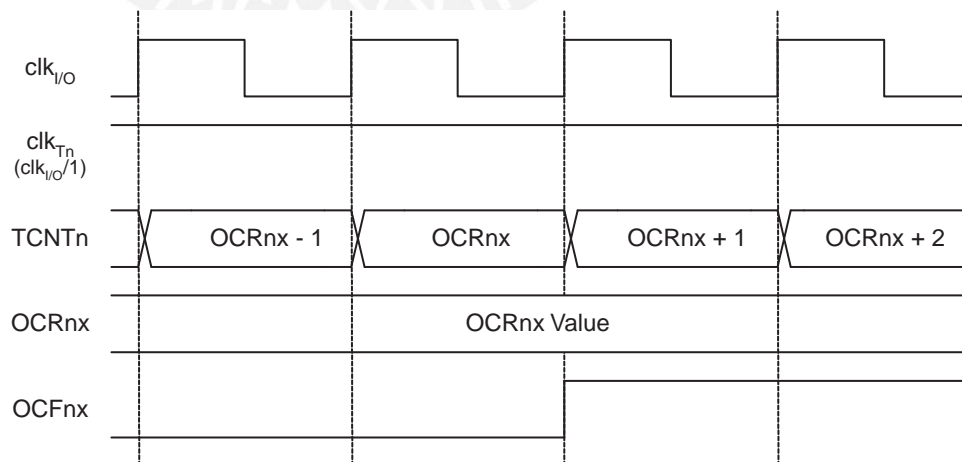 clkI/O
clkTn
(clkI/O/1)
TCNTn OCRnx - 1 OCRnx OCRnx + 1 OCRnx + 2
OCRnx OCRnx Value
OCFnx